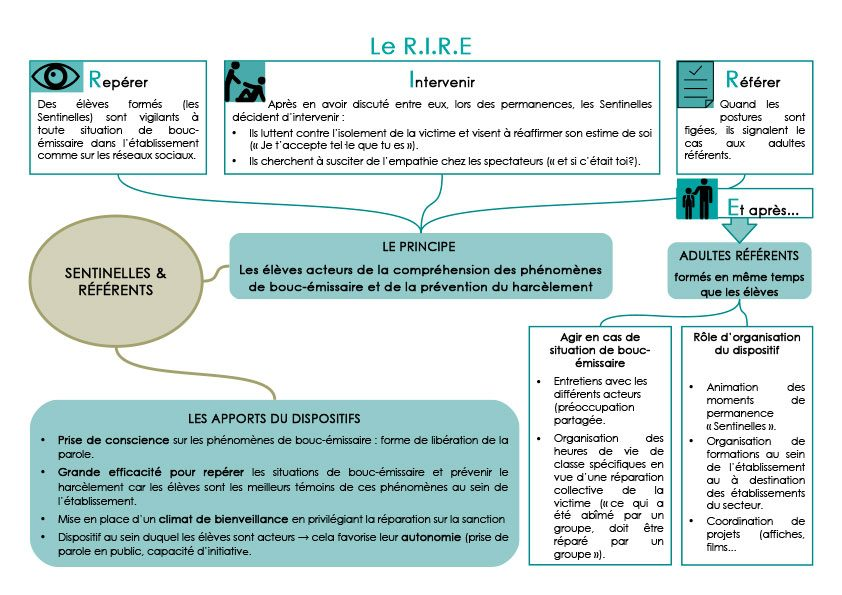 Le R.I.R.E
Repérer
Des élèves formés (les
Sentinelles) sont vigilants à
toute situation de bouc-
émissaire dans l'établissement
comme sur les réseaux sociaux.
Intervenir
Après en avoir discuté entre eux, lors des permanences, les Sentinelles
décident d'intervenir :
• Ils luttent contre l'isolement de la victime et visent à réaffirmer son estime de soi
(« Je t'accepte tel·le que tu es »).
• Ils cherchent à susciter de l'empathie chez les spectateurs (« et si c'était toi?).
Référer
Quand les
postures sont
figées, ils signalent le
cas aux adultes
référents.
Et après...
SENTINELLES &
RÉFÉRENTS
LE PRINCIPE
Les élèves acteurs de la compréhension des phénomènes
de bouc-émissaire et de la prévention du harcèlement
ADULTES RÉFÉRENTS
formés en même temps
que les élèves
Agir en cas de
situation de bouc-
émissaire
• Entretiens avec les
différents acteurs
(préoccupation
partagée.
• Organisation des
heures de vie de
classe spécifiques en
vue d'une réparation
collective de la
victime (« ce qui a
été abîmé par un
groupe, doit être
réparé par un
groupe »).
Rôle d'organisation
du dispositif
• Animation des
moments de
permanence
« Sentinelles ».
• Organisation de
formations au sein
de l'établissement
au à destination
des établissements
du secteur.
• Coordination de
projets (affiches,
films...
LES APPORTS DU DISPOSITIFS
• Prise de conscience sur les phénomènes de bouc-émissaire : forme de libération de la
parole.
• Grande efficacité pour repérer les situations de bouc-émissaire et prévenir le
harcèlement car les élèves sont les meilleurs témoins de ces phénomènes au sein de
l'établissement.
• Mise en place d'un climat de bienveillance en privilégiant la réparation sur la sanction
• Dispositif au sein duquel les élèves sont acteurs → cela favorise leur autonomie (prise de
parole en public, capacité d'initiative.